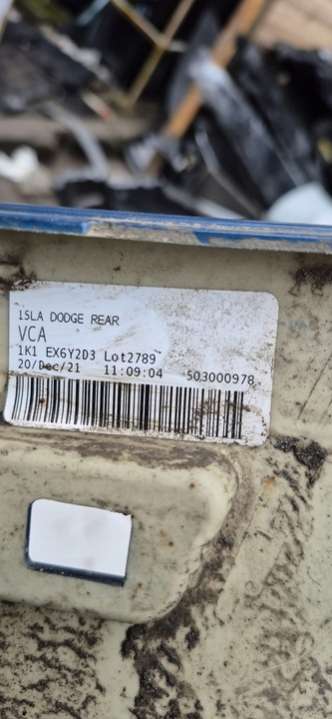 1SLA DODGE REAR
VCA
1K1 EX6Y2D3 Lot2789
20/Dec/21 11:09:04 503000978